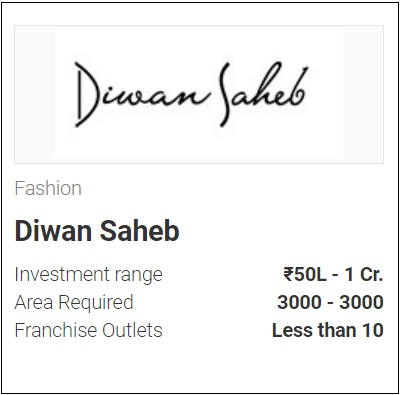 Diwan Saheb
Fashion
Diwan Saheb
Investment range ₹50L - 1 Cr.
Area Required 3000 - 3000
Franchise Outlets Less than 10